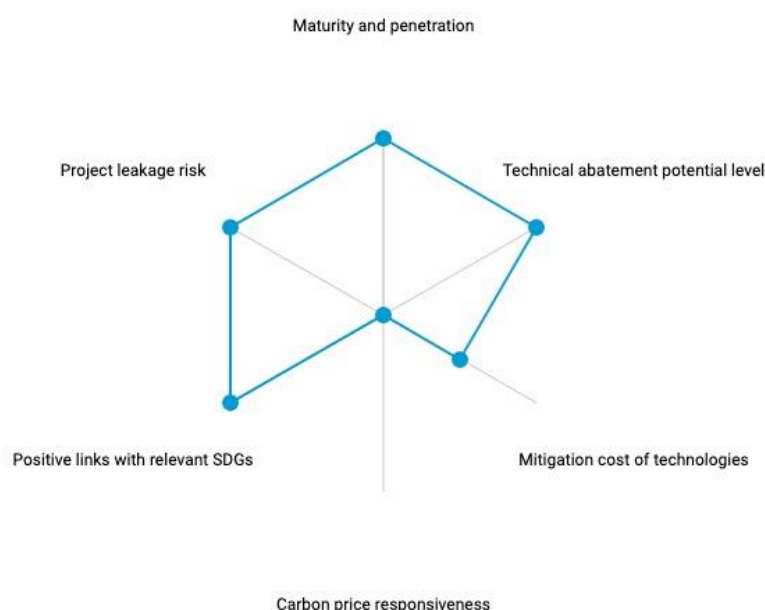 Maturity and penetration
Project leakage risk
Technical abatement potential level
Positive links with relevant SDGs
Mitigation cost of technologies
Carbon price responsiveness